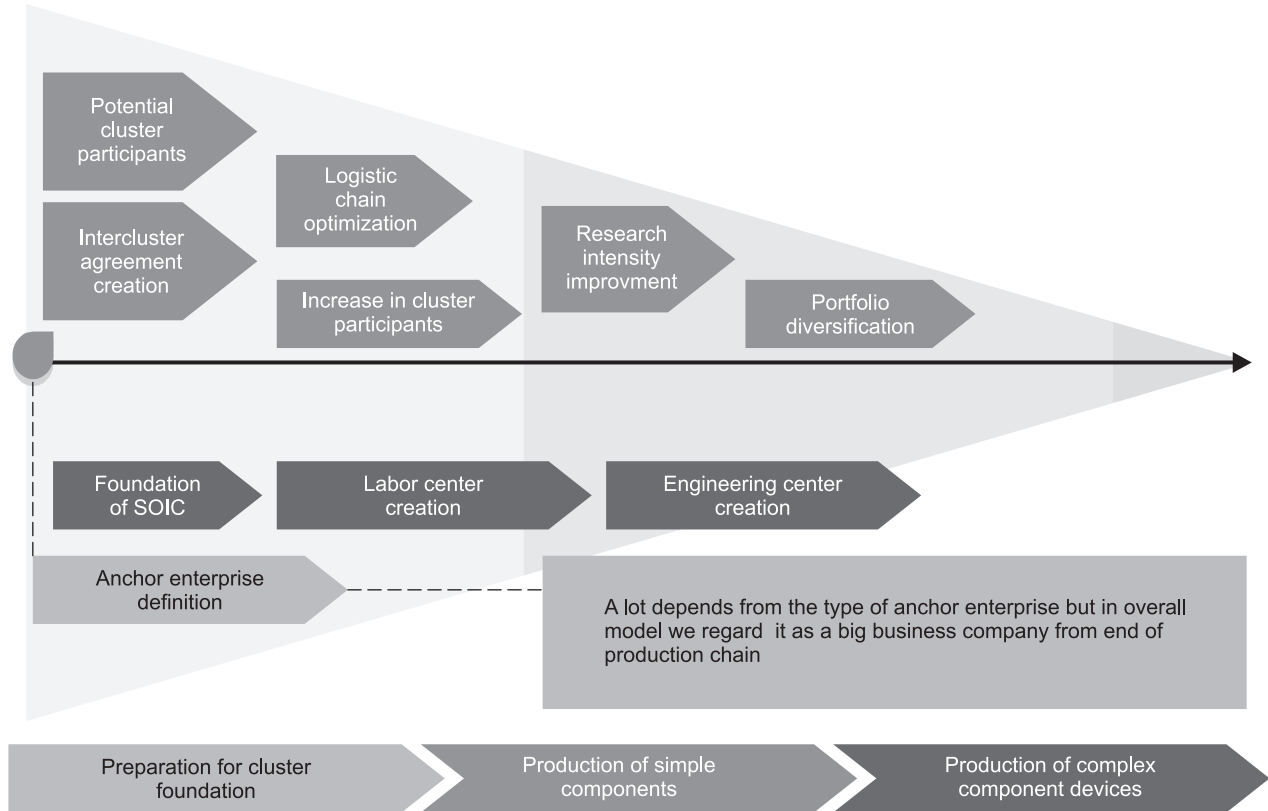 Potential
cluster
participants
Intercluster
agreement
creation
Logistic
chain
optimization
Increase in cluster
participants
Research
intensity
improvment
Portfolio
diversification
Foundation
of SOIC
Labor center
creation
Engineering center
creation
Anchor enterprise
definition
A lot depends from the type of anchor enterprise but in overall
model we regard it as a big business company from end of
production chain
Preparation for cluster
foundation
Production of simple
components
Production of complex
component devices